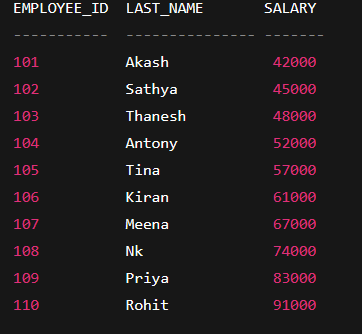 EMPLOYEE_ID LAST_NAME SALARY
----------- --------------- -------
101 Akash 42000
102 Sathya 45000
103 Thanesh 48000
104 Antony 52000
105 Tina 57000
106 Kiran 61000
107 Meena 67000
108 Nk 74000
109 Priya 83000
110 Rohit 91000